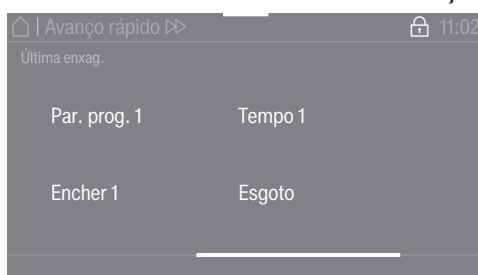 | Avanço rápido 11:02
Última enxag.
Par. prog. 1 Tempo 1
Encher 1 Esgoto